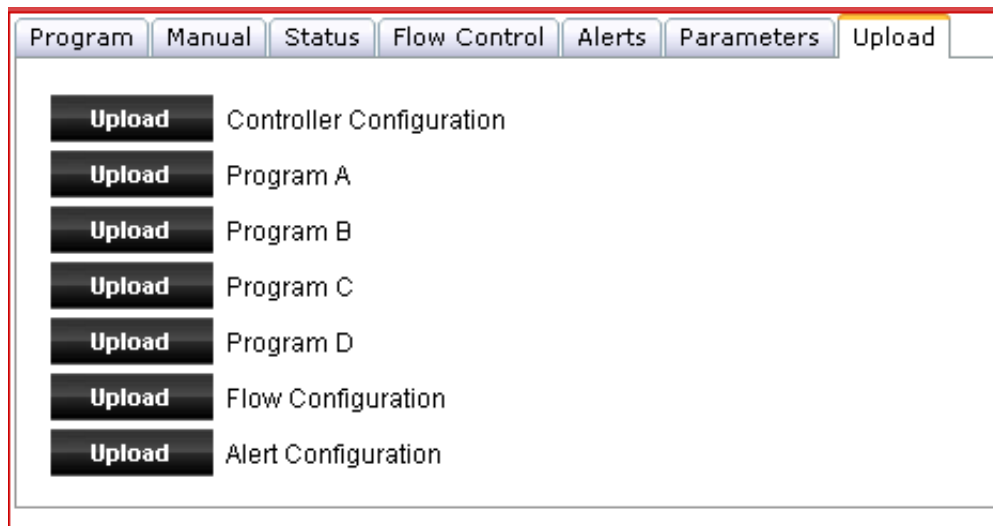 Program Manual Status Flow Control Alerts Parameters Upload
Upload Controller Configuration
Upload Program A
Upload Program B
Upload Program C
Upload Program D
Upload Flow Configuration
Upload Alert Configuration